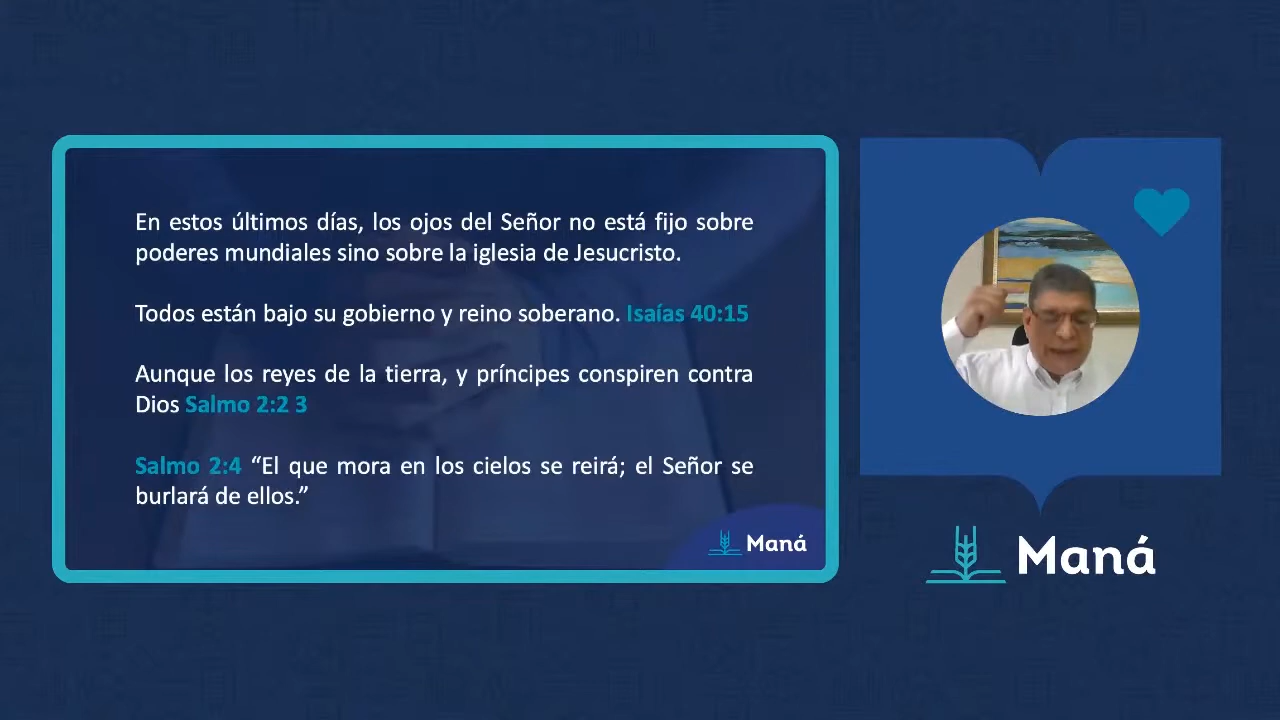 En estos últimos días, los ojos del Señor no está fijo sobre
poderes mundiales sino sobre la iglesia de Jesucristo.
Todos están bajo su gobierno y reino soberano. Isaías 40:15
Aunque los reyes de la tierra, y príncipes conspiren contra
Dios Salmo 2:2 3
Salmo 2:4 “El que mora en los cielos se reirá; el Señor se
burlará de ellos.”
Maná
Maná